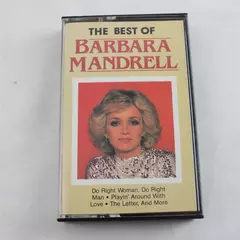 THE BEST OF
BARBARA
MANDRELL
Do Right Woman, Do Right
Man • Playin' Around With
Love • The Letter, And More